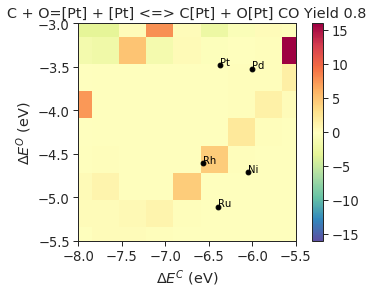 C + O=[Pt] + [Pt] <=> C[Pt] + O[Pt] CO Yield 0.8
−3.0
−3.5
−4.0
−4.5
−5.0
−5.5
ΔE^O (eV)
Pt
Pd
Rh
Ni
Ru
−8.0 −7.5 −7.0 −6.5 −6.0 −5.5
ΔE^C (eV)
15
10
5
0
−5
−10
−15